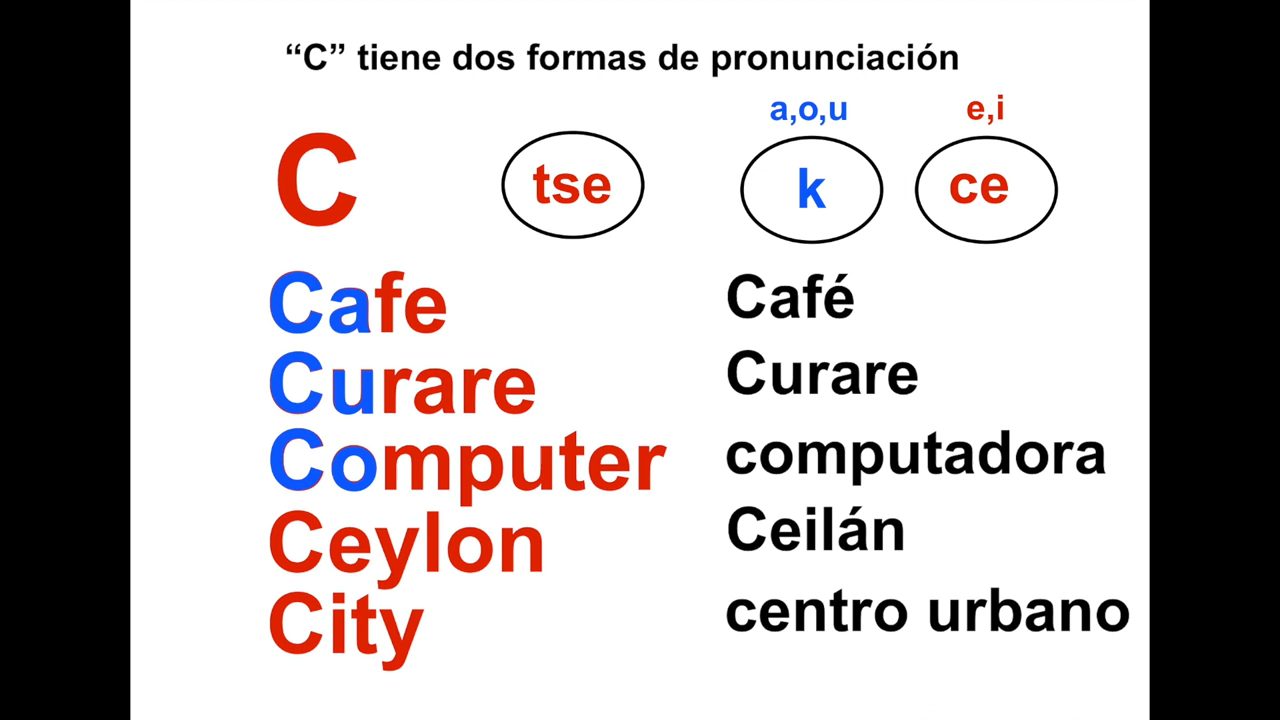 “C” tiene dos formas de pronunciación
a,o,u e,i
C tse k ce
Cafe Café
Curare Curare
Computer computadora
Ceylon Ceilán
City centro urbano